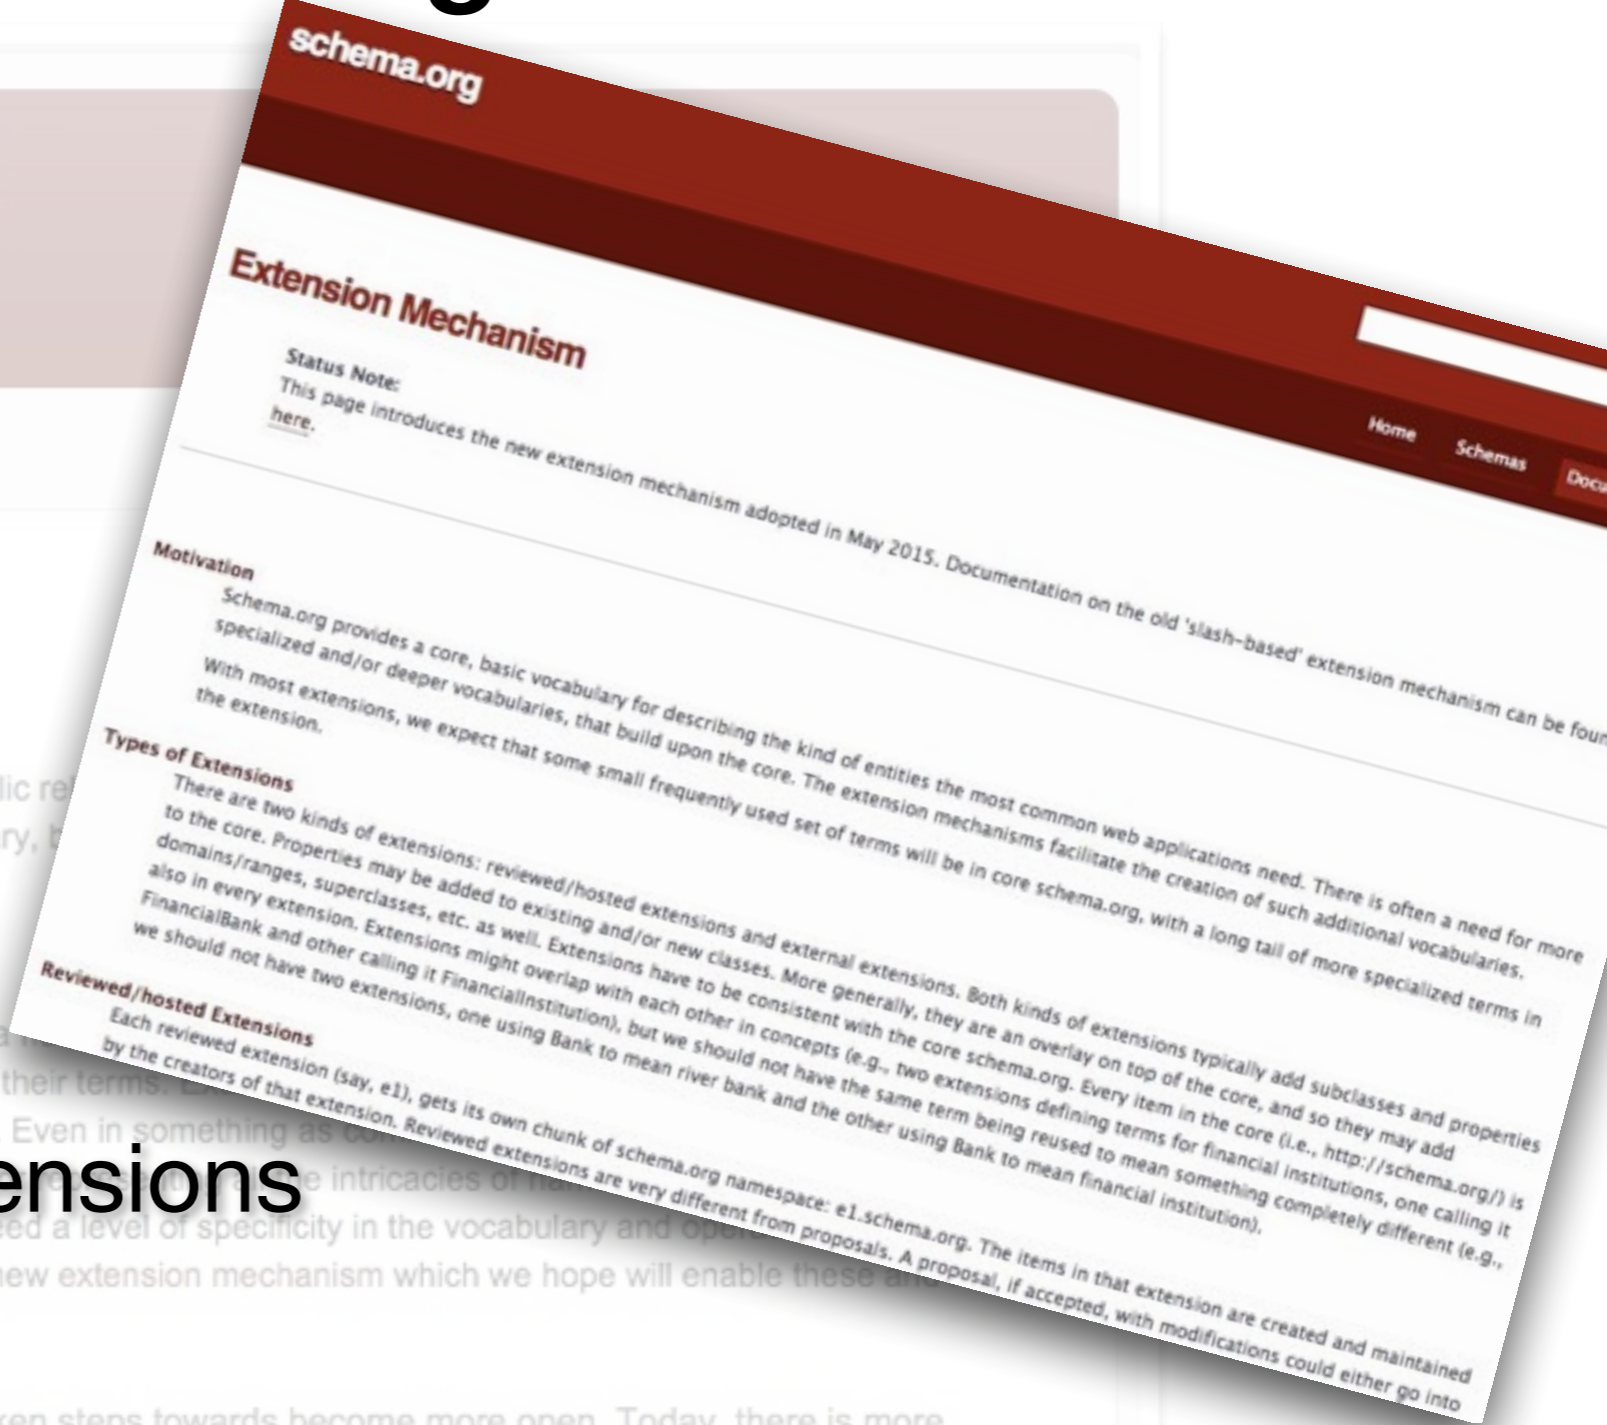 schema.org
Home Schemas Docu
Extension Mechanism
Status Note:
This page introduces the new extension mechanism adopted in May 2015. Documentation on the old 'slash-based' extension mechanism can be foun
here.
Motivation
Schema.org provides a core, basic vocabulary for describing the kind of entities the most common web applications need. There is often a need for more
specialized and/or deeper vocabularies, that build upon the core. The extension mechanisms facilitate the creation of such additional vocabularies.
With most extensions, we expect that some small frequently used set of terms will be in core schema.org, with a long tail of more specialized terms in
the extension.
Types of Extensions
There are two kinds of extensions: reviewed/hosted extensions and external extensions. Both kinds of extensions typically add subclasses and properties
to the core. Properties may be added to existing and/or new classes. More generally, they are an overlay on top of the core, and so they may add
domains/ranges, superclasses, etc. as well. Extensions have to be consistent with the core schema.org. Every item in the core (i.e., http://schema.org/) is
also in every extension. Extensions might overlap with each other in concepts (e.g., two extensions defining terms for financial institutions, one calling it
FinancialBank and other calling it FinancialInstitution), but we should not have the same term being reused to mean something completely different (e.g.,
we should not have two extensions, one using Bank to mean river bank and the other using Bank to mean financial institution).
Reviewed/hosted Extensions
Each reviewed extension (say, e1), gets its own chunk of schema.org namespace: e1.schema.org. The items in that extension are created and maintained
by the creators of that extension. Reviewed extensions are very different from proposals. A proposal, if accepted, with modifications could either go into
lic re
ry, b
their terms.
. Even in something as co
ensions
e intricacies of
eed a level of specificity in the vocabulary and
new extension mechanism which we hope will enable these and
ken steps towards become more open. Today, there is more